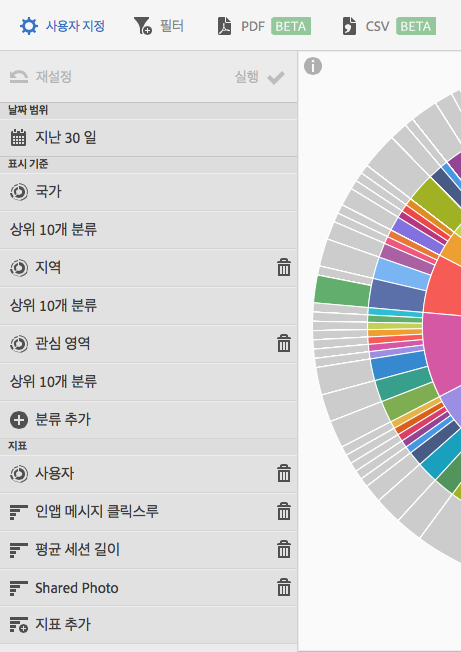 사용자 지정 필터 PDF BETA CSV BETA
재설정 실행
날짜 범위
지난 30 일
표시 기준
국가
상위 10개 분류
지역
상위 10개 분류
관심 영역
상위 10개 분류
분류 추가
지표
사용자
인앱 메시지 클릭스루
평균 세션 길이
Shared Photo
지표 추가